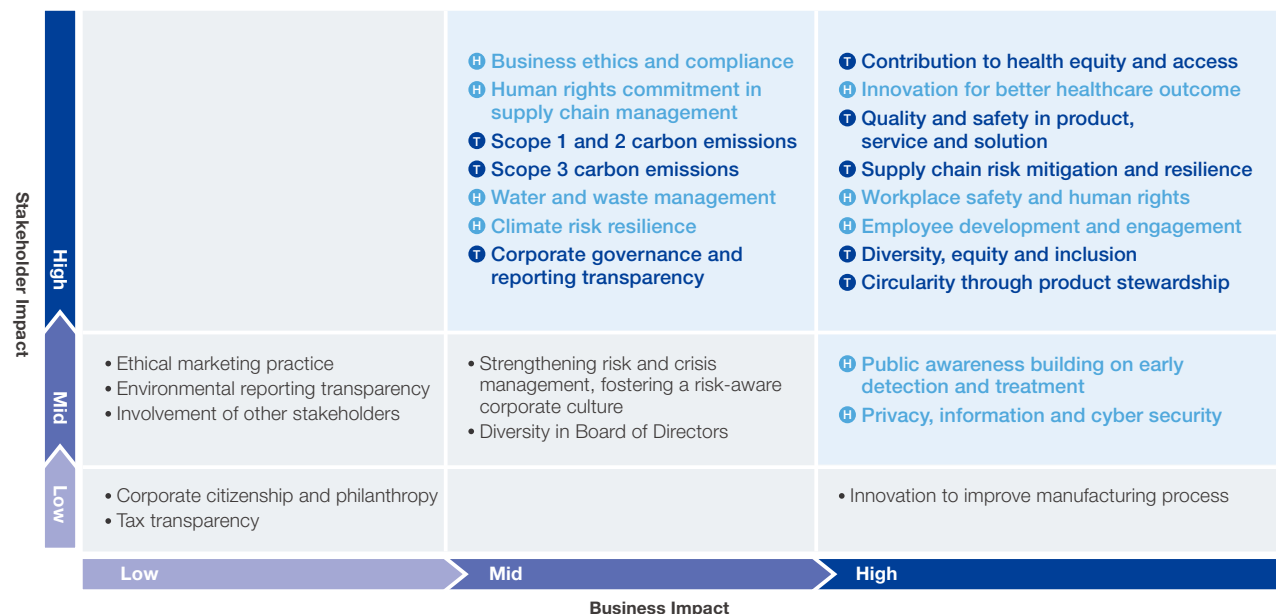 Stakeholder Impact
High
Mid
Low
H Business ethics and compliance
H Human rights commitment in
supply chain management
T Scope 1 and 2 carbon emissions
T Scope 3 carbon emissions
H Water and waste management
H Climate risk resilience
T Corporate governance and
reporting transparency
T Contribution to health equity and access
H Innovation for better healthcare outcome
T Quality and safety in product,
service and solution
T Supply chain risk mitigation and resilience
H Workplace safety and human rights
H Employee development and engagement
T Diversity, equity and inclusion
T Circularity through product stewardship
• Ethical marketing practice
• Environmental reporting transparency
• Involvement of other stakeholders
• Strengthening risk and crisis
management, fostering a risk-aware
corporate culture
• Diversity in Board of Directors
H Public awareness building on early
detection and treatment
H Privacy, information and cyber security
• Corporate citizenship and philanthropy
• Tax transparency
• Innovation to improve manufacturing process
Low
Mid
High
Business Impact